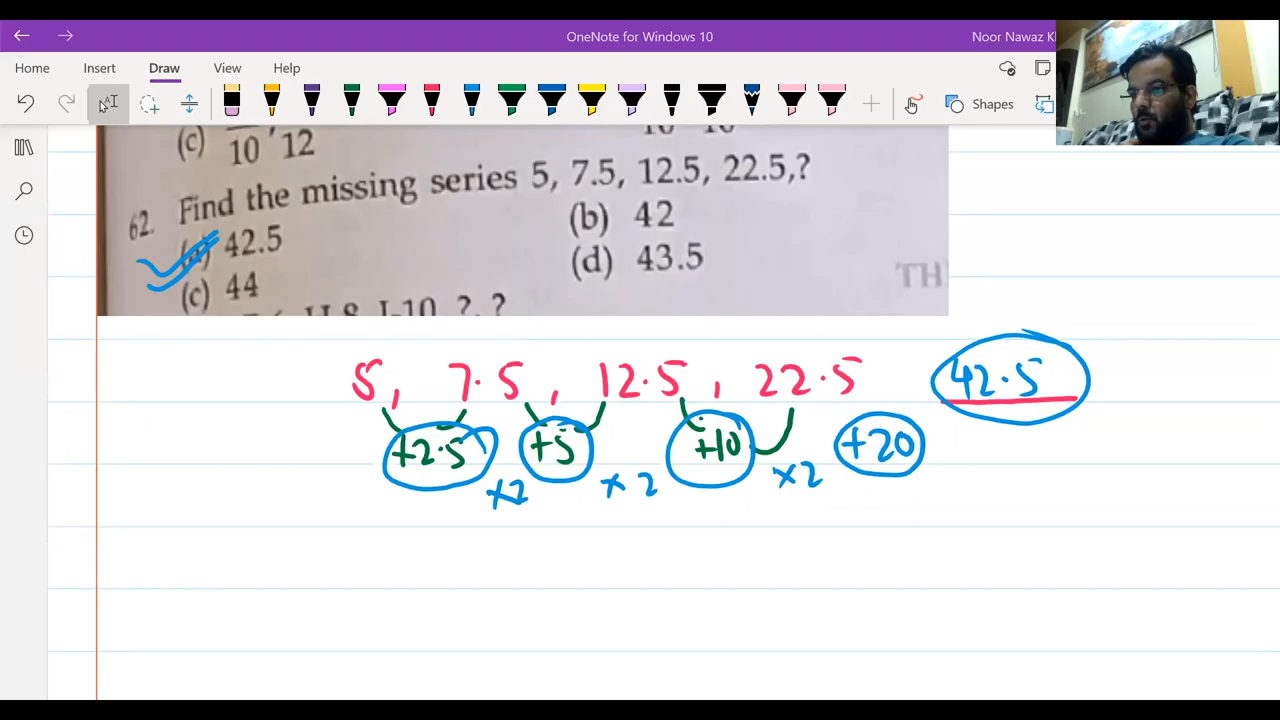 OneNote for Windows 10
Noor Nawaz
Home Insert Draw View Help
Shapes
(c) 10 , 12
62. Find the missing series 5, 7.5, 12.5, 22.5,?
(a) 42.5 (b) 42
(c) 44 (d) 43.5
TH
5, 7.5, 12.5, 22.5 42.5
+2.5 +5 +10 +20
×2 ×2 ×2